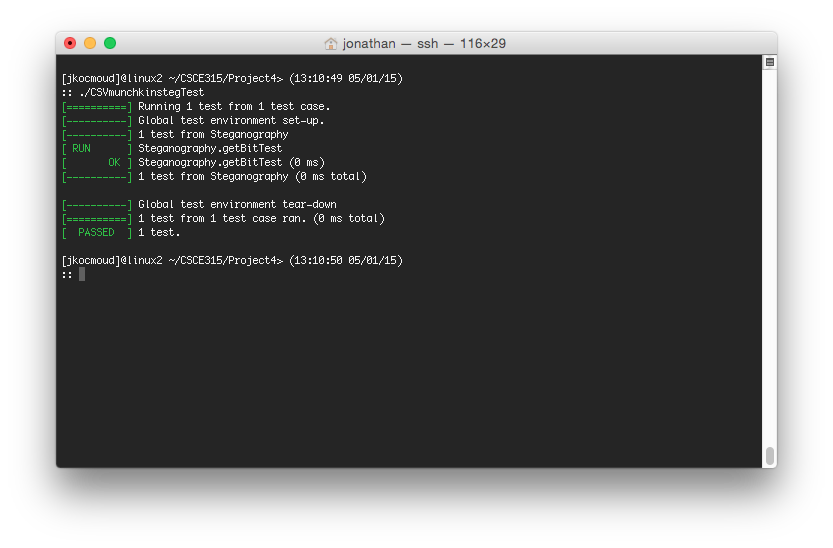 jonathan — ssh — 116×29
[jkocmoud]@linux2 ~/CSCE315/Project4> (13:10:49 05/01/15)
:: ./CSVmunchkinstegTest
[==========] Running 1 test from 1 test case.
[----------] Global test environment set-up.
[----------] 1 test from Steganography
[ RUN      ] Steganography.getBitTest
[       OK ] Steganography.getBitTest (0 ms)
[----------] 1 test from Steganography (0 ms total)
[----------] Global test environment tear-down
[==========] 1 test from 1 test case ran. (0 ms total)
[  PASSED  ] 1 test.
[jkocmoud]@linux2 ~/CSCE315/Project4> (13:10:50 05/01/15)
::